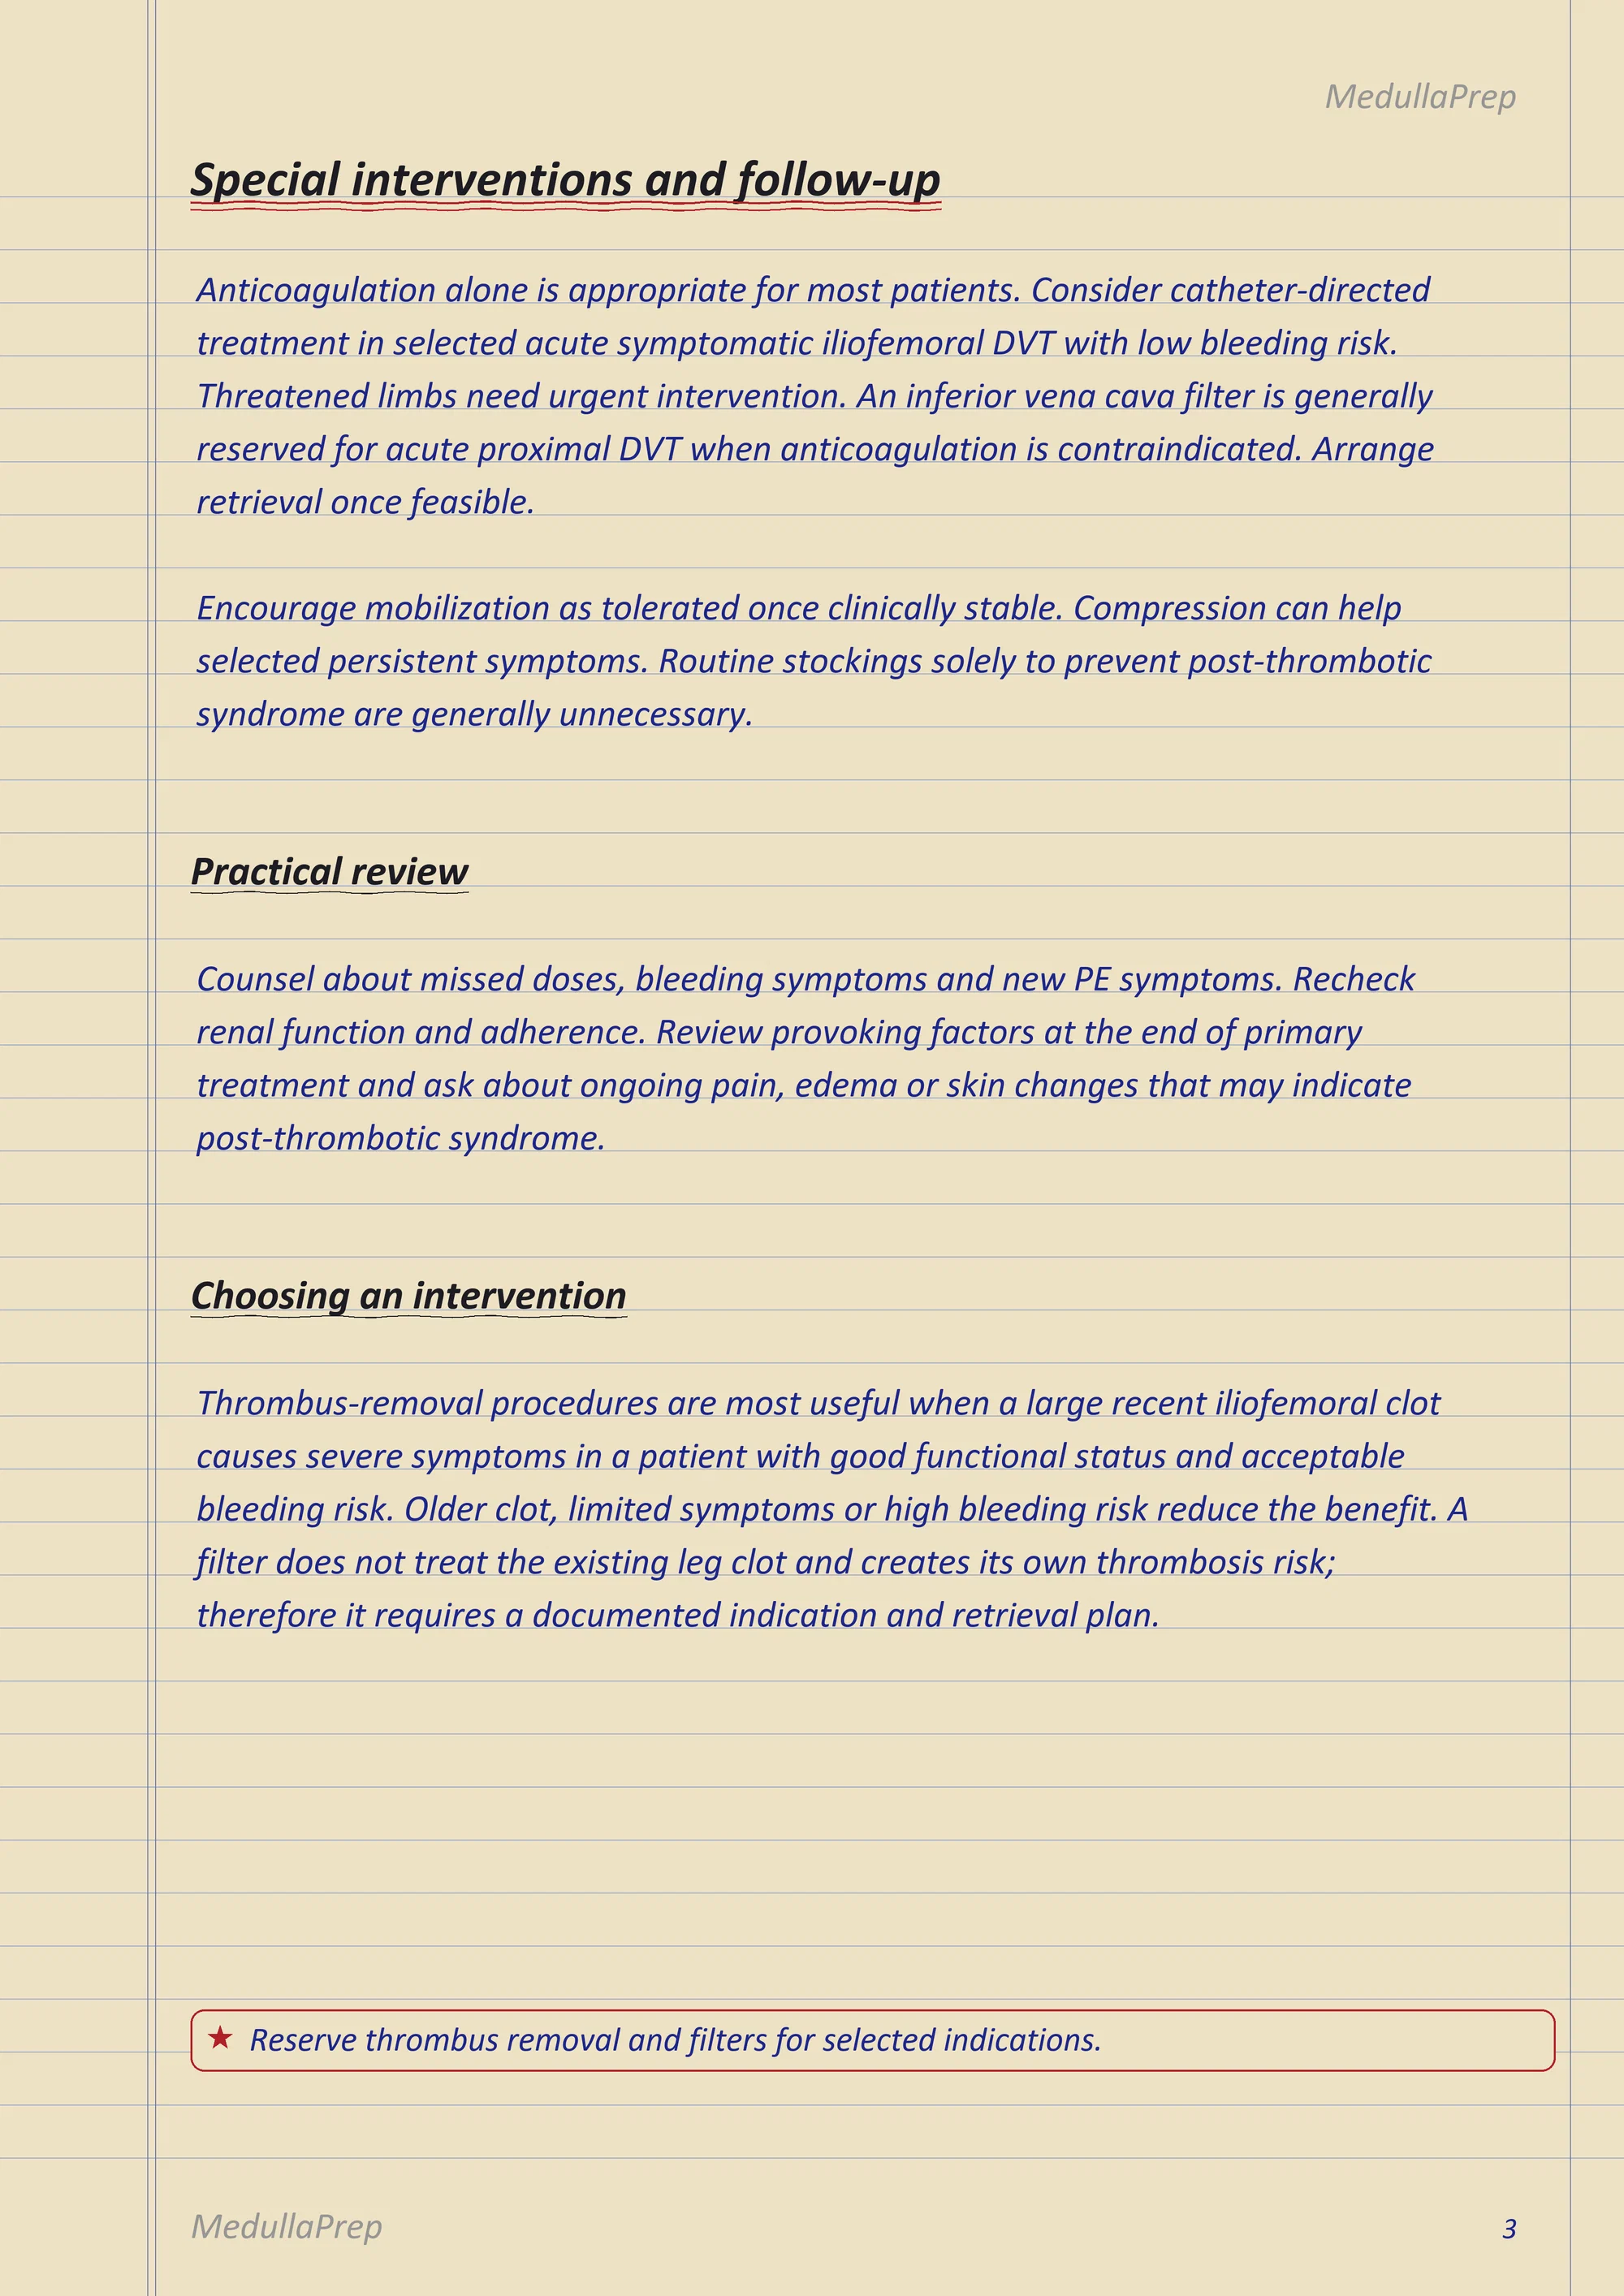 MedullaPrep
Special interventions and follow-up
Anticoagulation alone is appropriate for most patients. Consider catheter-directed
treatment in selected acute symptomatic iliofemoral DVT with low bleeding risk.
Threatened limbs need urgent intervention. An inferior vena cava filter is generally
reserved for acute proximal DVT when anticoagulation is contraindicated. Arrange
retrieval once feasible.
Encourage mobilization as tolerated once clinically stable. Compression can help
selected persistent symptoms. Routine stockings solely to prevent post-thrombotic
syndrome are generally unnecessary.
Practical review
Counsel about missed doses, bleeding symptoms and new PE symptoms. Recheck
renal function and adherence. Review provoking factors at the end of primary
treatment and ask about ongoing pain, edema or skin changes that may indicate
post-thrombotic syndrome.
Choosing an intervention
Thrombus-removal procedures are most useful when a large recent iliofemoral clot
causes severe symptoms in a patient with good functional status and acceptable
bleeding risk. Older clot, limited symptoms or high bleeding risk reduce the benefit. A
filter does not treat the existing leg clot and creates its own thrombosis risk;
therefore it requires a documented indication and retrieval plan.
★ Reserve thrombus removal and filters for selected indications.
MedullaPrep
3